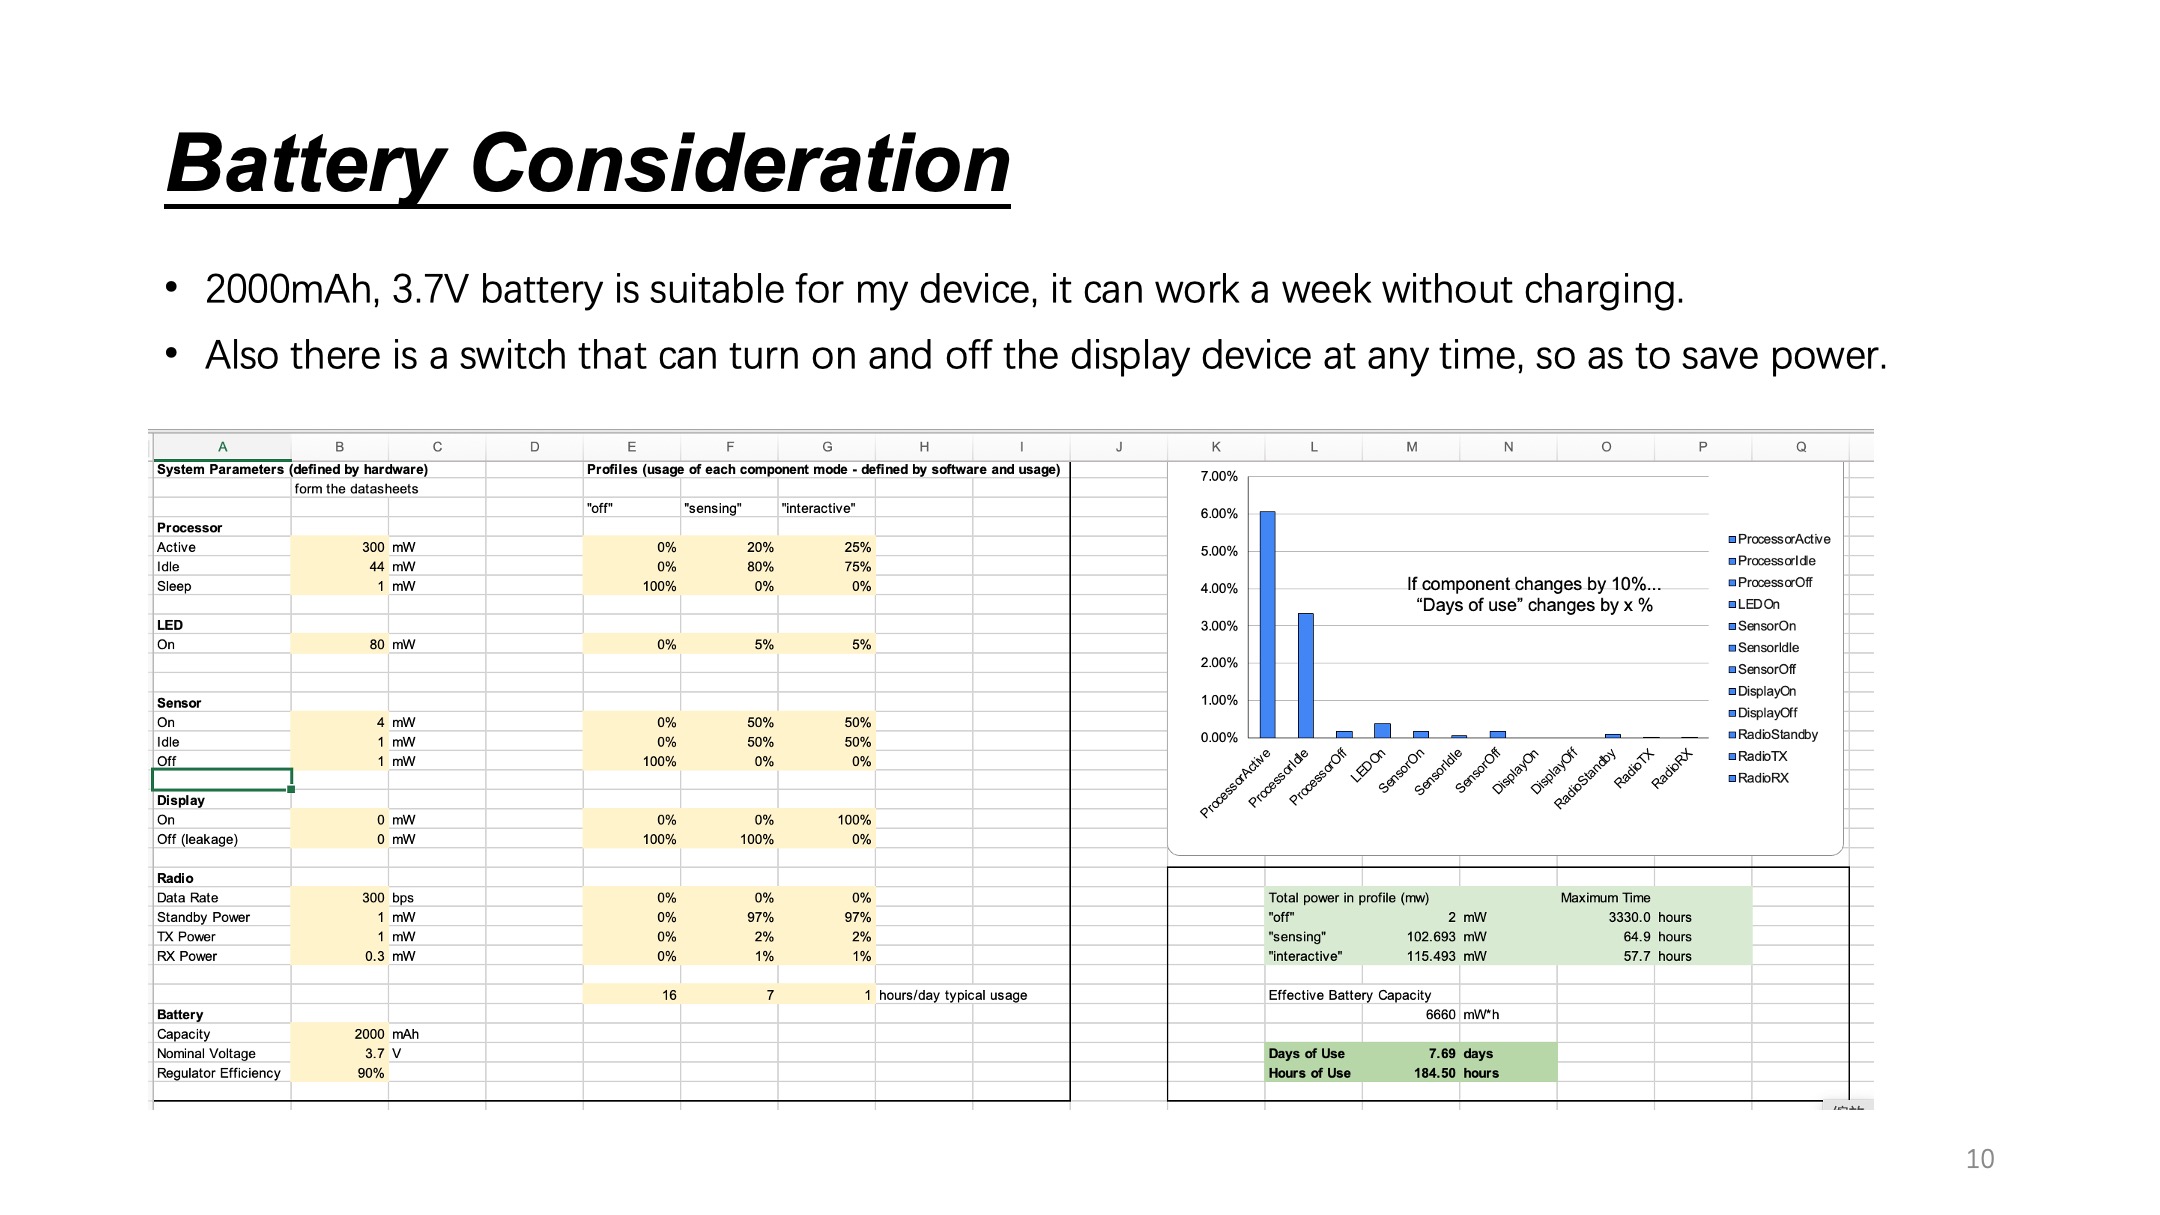 Battery Consideration
• 2000mAh, 3.7V battery is suitable for my device, it can work a week without charging.
• Also there is a switch that can turn on and off the display device at any time, so as to save power.
A B C D E F G H I J K L M N O P Q
System Parameters (defined by hardware) Profiles (usage of each component mode - defined by software and usage)
form the datasheets
"off" "sensing" "interactive"
Processor
Active 300 mW 0% 20% 25%
Idle 44 mW 0% 80% 75%
Sleep 1 mW 100% 0% 0%
LED
On 80 mW 0% 5% 5%
Sensor
On 4 mW 0% 50% 50%
Idle 1 mW 0% 50% 50%
Off 1 mW 100% 0% 0%
Display
On 0 mW 0% 0% 100%
Off (leakage) 0 mW 100% 100% 0%
Radio
Data Rate 300 bps 0% 0% 0%
Standby Power 1 mW 0% 97% 97%
TX Power 1 mW 0% 2% 2%
RX Power 0.3 mW 0% 1% 1%
16 7 1 hours/day typical usage
Battery
Capacity 2000 mAh
Nominal Voltage 3.7 V
Regulator Efficiency 90%
7.00%
6.00%
5.00%
4.00%
3.00%
2.00%
1.00%
0.00%
If component changes by 10%...
“Days of use” changes by x %
ProcessorActive
ProcessorIdle
ProcessorOff
LEDOn
SensorOn
SensorIdle
SensorOff
DisplayOn
DisplayOff
RadioStandby
RadioTX
RadioRX
ProcessorActive
ProcessorIdle
ProcessorOff
LEDOn
SensorOn
SensorIdle
SensorOff
DisplayOn
DisplayOff
RadioStandby
RadioTX
RadioRX
Total power in profile (mw) Maximum Time
"off" 2 mW 3330.0 hours
"sensing" 102.693 mW 64.9 hours
"interactive" 115.493 mW 57.7 hours
Effective Battery Capacity
6660 mW*h
Days of Use 7.69 days
Hours of Use 184.50 hours
10